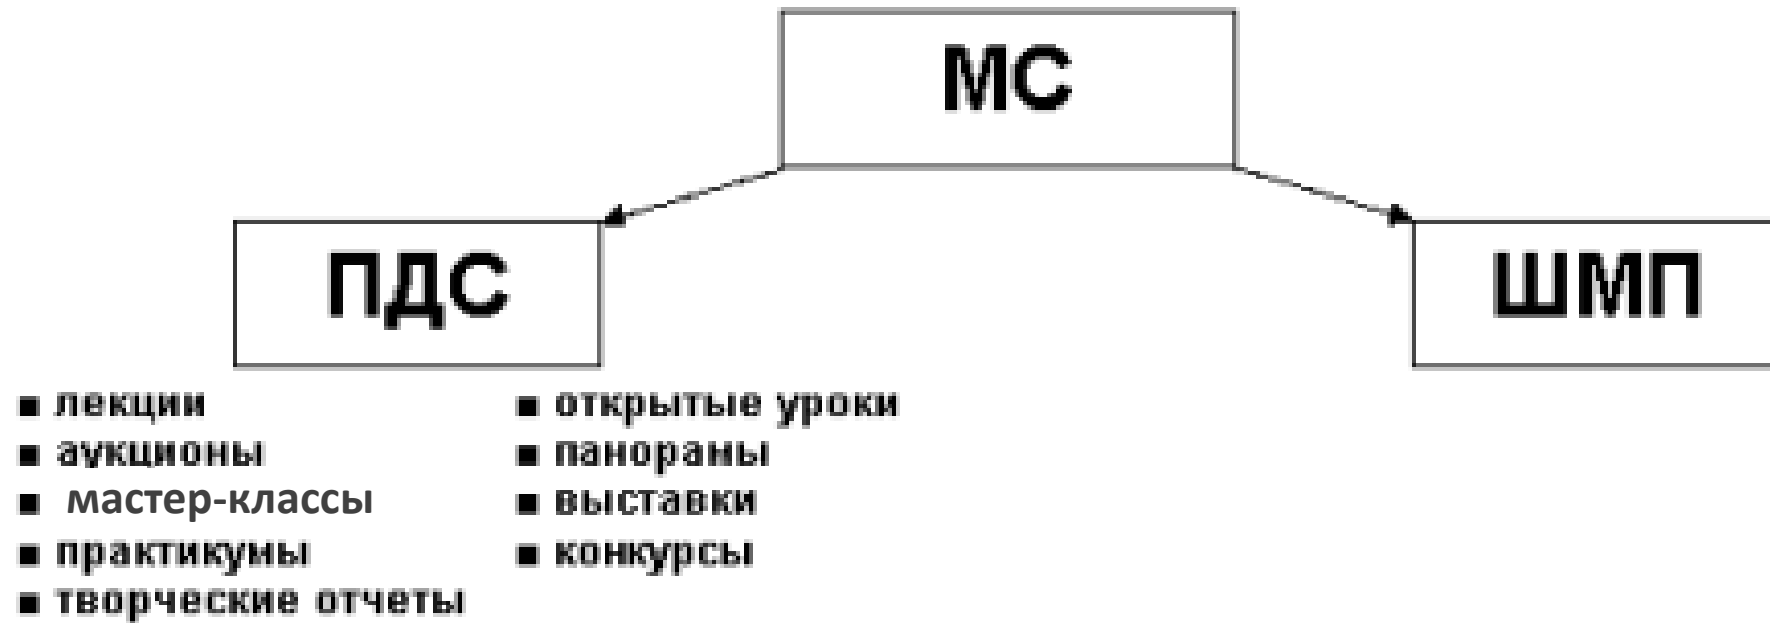 МС
ПДС
ШМП
▪ лекции
▪ аукционы
▪ мастер-классы
▪ практикумы
▪ творческие отчеты
▪ открытые уроки
▪ панорамы
▪ выставки
▪ конкурсы